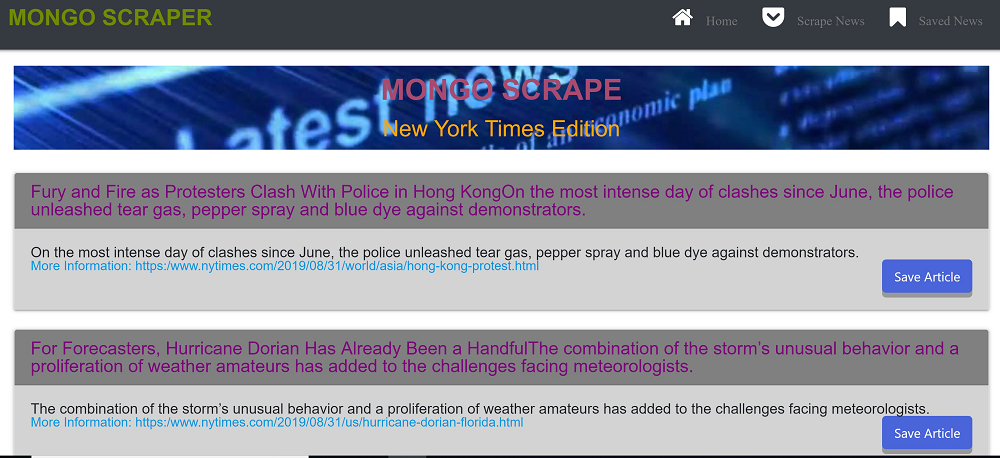 MONGO SCRAPER
Home
Scrape News
Saved News
Latest news
MONGO SCRAPE
economic plan
New York Times Edition
of an
Fury and Fire as Protesters Clash With Police in Hong KongOn the most intense day of clashes since June, the police
unleashed tear gas, pepper spray and blue dye against demonstrators.
On the most intense day of clashes since June, the police unleashed tear gas, pepper spray and blue dye against demonstrators.
More Information: https:/www.nytimes.com/2019/08/31/world/asia/hong-kong-protest.html
Save Article
For Forecasters, Hurricane Dorian Has Already Been a HandfulThe combination of the storm's unusual behavior and a
proliferation of weather amateurs has added to the challenges facing meteorologists.
The combination of the storm's unusual behavior and a proliferation of weather amateurs has added to the challenges facing meteorologists.
More Information: https:/www.nytimes.com/2019/08/31/us/hurricane-dorian-florida.html
Save Article